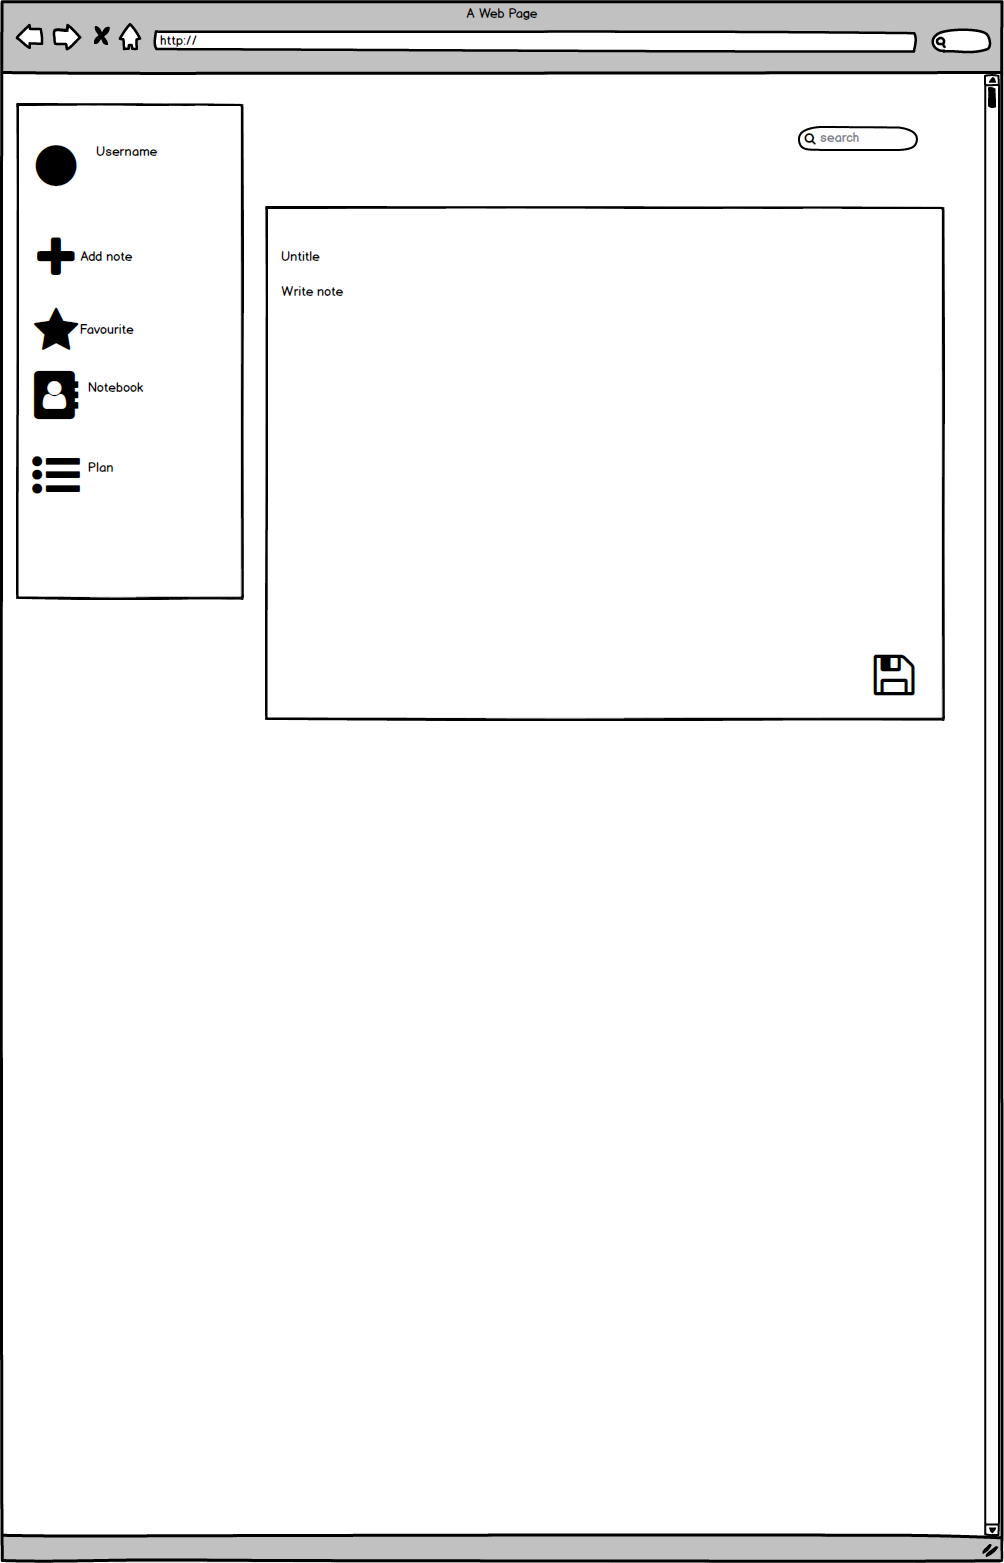 A Web Page
http://
search
Username
Add note
Favourite
Notebook
Plan
Untitle
Write note